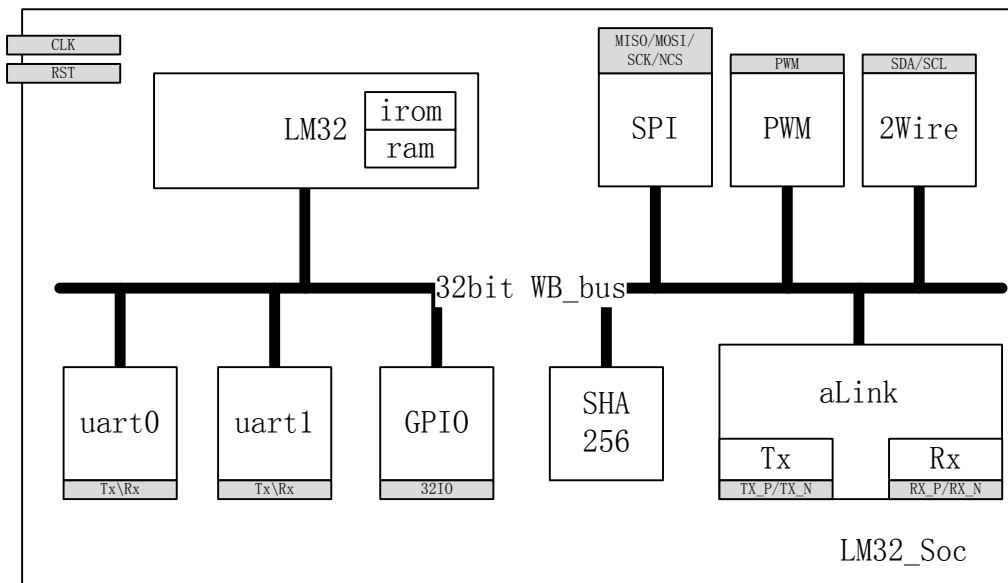 CLK
RST
MISO/MOSI/
SCK/NCS
PWM
SDA/SCL
LM32
irom
ram
SPI
PWM
2Wire
32bit WB_bus
uart0
Tx\Rx
uart1
Tx\Rx
GPIO
32IO
SHA
256
aLink
Tx
TX_P/TX_N
Rx
RX_P/RX_N
LM32_Soc